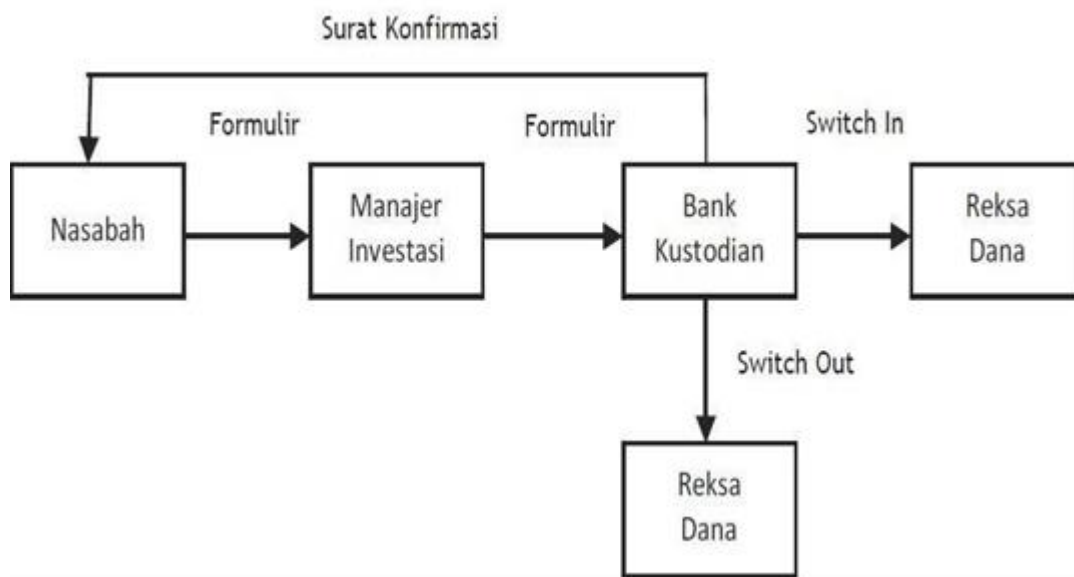 Surat Konfirmasi
Formulir
Formulir
Switch In
Nasabah
Manajer
Investasi
Bank
Kustodian
Reksa
Dana
Switch Out
Reksa
Dana